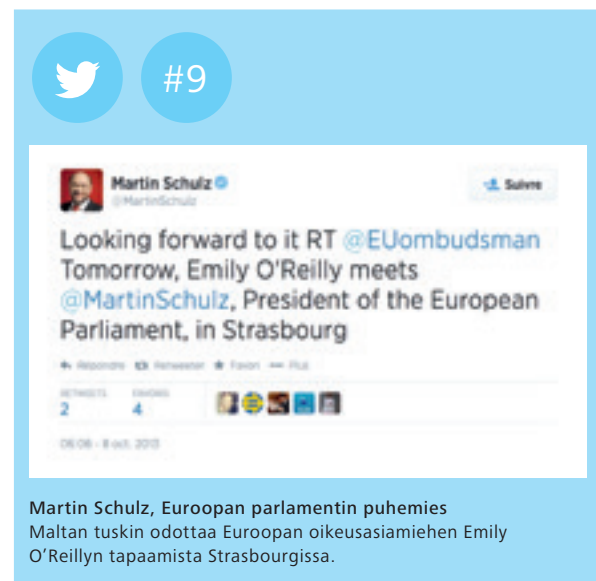 #9
Martin Schulz
@MartinSchulz
Suivre
Looking forward to it RT @EUombudsman
Tomorrow, Emily O'Reilly meets
@MartinSchulz, President of the European
Parliament, in Strasbourg
Répondre Retweeter Favori Plus
RETWEETS FAVORIS
2 4
06:06 - 8 oct. 2013
Martin Schulz, Euroopan parlamentin puhemies
Maltan tuskin odottaa Euroopan oikeusasiamiehen Emily
O’Reillyn tapaamista Strasbourgissa.